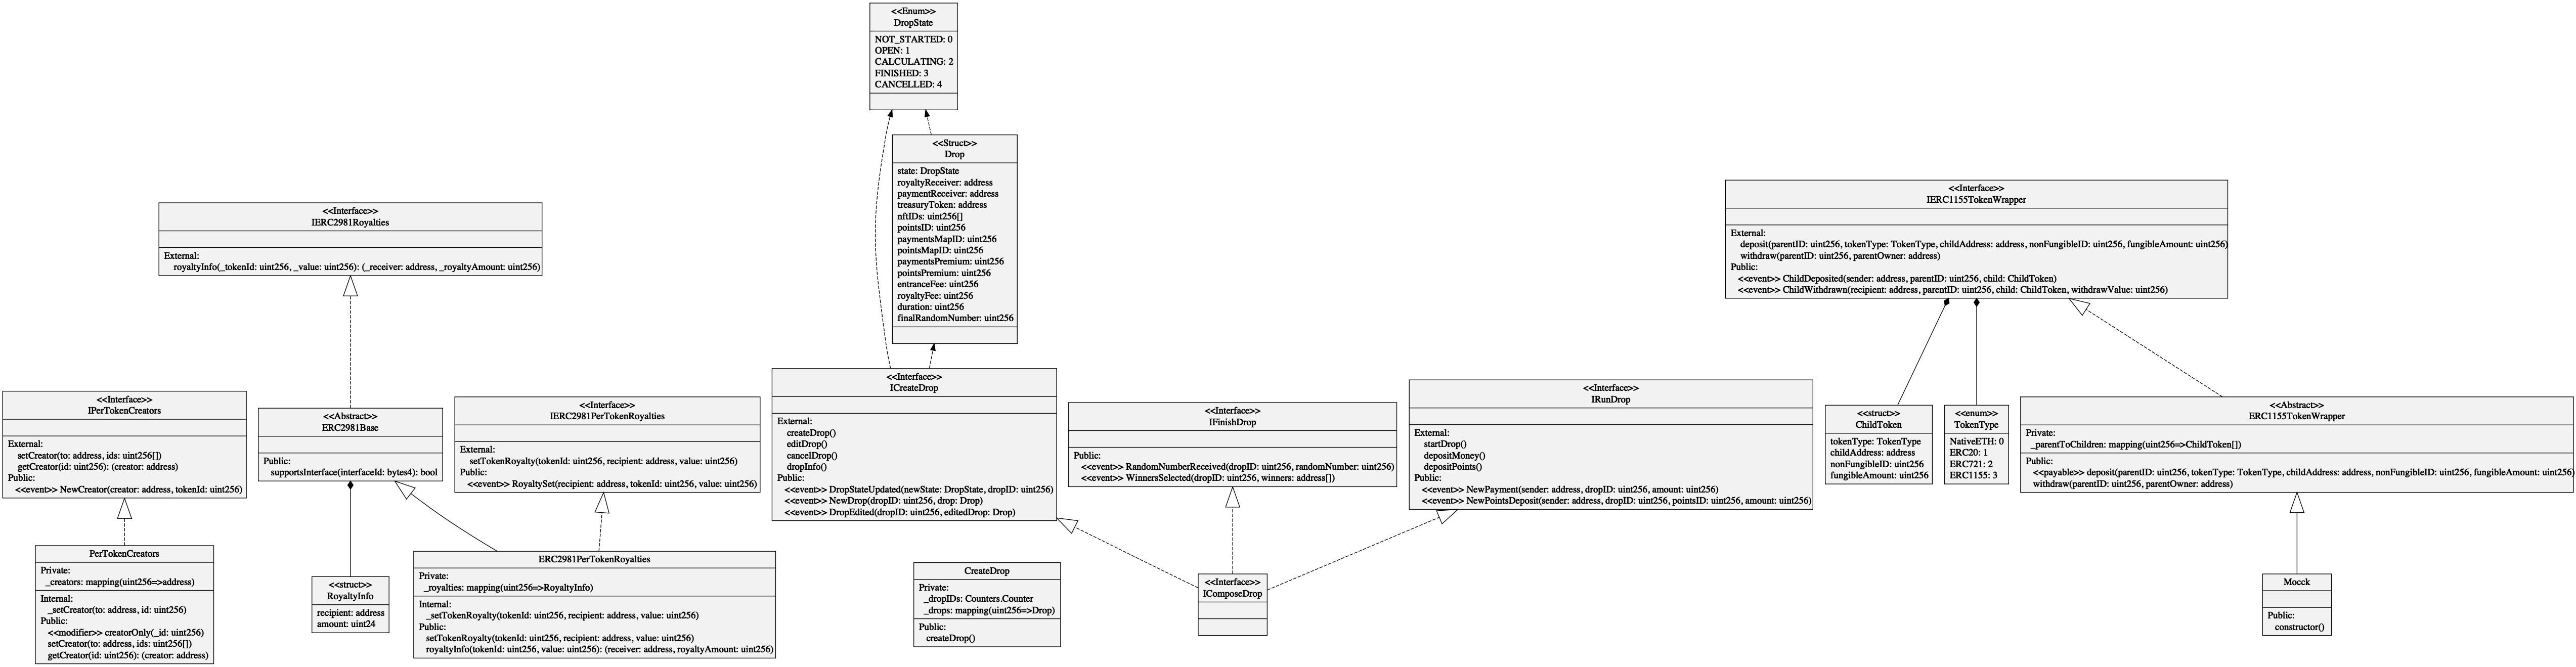 <<Enum>>
DropState
NOT_STARTED: 0
OPEN: 1
CALCULATING: 2
FINISHED: 3
CANCELLED: 4
<<Struct>>
Drop
state: DropState
royaltyReceiver: address
paymentReceiver: address
treasuryToken: address
nftIDs: uint256[]
pointsID: uint256
paymentsMapID: uint256
pointsMapID: uint256
paymentsPremium: uint256
pointsPremium: uint256
entranceFee: uint256
royaltyFee: uint256
duration: uint256
finalRandomNumber: uint256
<<Interface>>
IERC2981Royalties
External:
royaltyInfo(_tokenId: uint256, _value: uint256): (_receiver: address, _royaltyAmount: uint256)
<<Interface>>
IERC1155TokenWrapper
External:
deposit(parentID: uint256, tokenType: TokenType, childAddress: address, nonFungibleID: uint256, fungibleAmount: uint256)
withdraw(parentID: uint256, parentOwner: address)
Public:
<<event>> ChildDeposited(sender: address, parentID: uint256, child: ChildToken)
<<event>> ChildWithdrawn(recipient: address, parentID: uint256, child: ChildToken, withdrawValue: uint256)
<<Interface>>
IPerTokenCreators
External:
setCreator(to: address, ids: uint256[])
getCreator(id: uint256): (creator: address)
Public:
<<event>> NewCreator(creator: address, tokenId: uint256)
<<Abstract>>
ERC2981Base
Public:
supportsInterface(interfaceId: bytes4): bool
<<Interface>>
IERC2981PerTokenRoyalties
External:
setTokenRoyalty(tokenId: uint256, recipient: address, value: uint256)
Public:
<<event>> RoyaltySet(recipient: address, tokenId: uint256, value: uint256)
<<Interface>>
ICreateDrop
External:
createDrop()
editDrop()
cancelDrop()
dropInfo()
Public:
<<event>> DropStateUpdated(newState: DropState, dropID: uint256)
<<event>> NewDrop(dropID: uint256, drop: Drop)
<<event>> DropEdited(dropID: uint256, editedDrop: Drop)
<<Interface>>
IFinishDrop
Public:
<<event>> RandomNumberReceived(dropID: uint256, randomNumber: uint256)
<<event>> WinnersSelected(dropID: uint256, winners: address[])
<<Interface>>
IRunDrop
External:
startDrop()
depositMoney()
depositPoints()
Public:
<<event>> NewPayment(sender: address, dropID: uint256, amount: uint256)
<<event>> NewPointsDeposit(sender: address, dropID: uint256, pointsID: uint256, amount: uint256)
<<struct>>
ChildToken
tokenType: TokenType
childAddress: address
nonFungibleID: uint256
fungibleAmount: uint256
<<enum>>
TokenType
NativeETH: 0
ERC20: 1
ERC721: 2
ERC1155: 3
<<Abstract>>
ERC1155TokenWrapper
Private:
_parentToChildren: mapping(uint256=>ChildToken[])
Public:
<<payable>> deposit(parentID: uint256, tokenType: TokenType, childAddress: address, nonFungibleID: uint256, fungibleAmount: uint256)
withdraw(parentID: uint256, parentOwner: address)
PerTokenCreators
Private:
_creators: mapping(uint256=>address)
Internal:
_setCreator(to: address, id: uint256)
Public:
<<modifier>> creatorOnly(_id: uint256)
setCreator(to: address, ids: uint256[])
getCreator(id: uint256): (creator: address)
<<struct>>
RoyaltyInfo
recipient: address
amount: uint24
ERC2981PerTokenRoyalties
Private:
_royalties: mapping(uint256=>RoyaltyInfo)
Internal:
_setTokenRoyalty(tokenId: uint256, recipient: address, value: uint256)
Public:
setTokenRoyalty(tokenId: uint256, recipient: address, value: uint256)
royaltyInfo(tokenId: uint256, value: uint256): (receiver: address, royaltyAmount: uint256)
CreateDrop
Private:
_dropIDs: Counters.Counter
_drops: mapping(uint256=>Drop)
Public:
createDrop()
<<Interface>>
IComposeDrop
Mocck
Public:
constructor()